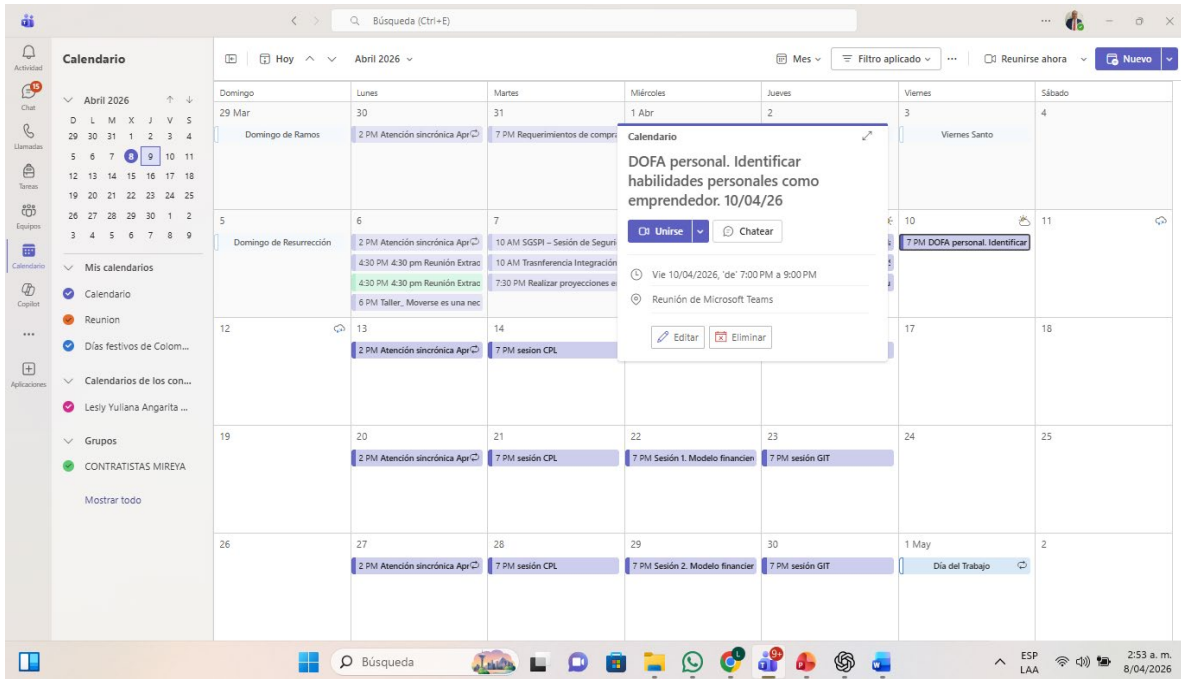 Búsqueda (Ctrl+E)
Actividad
15
Chat
Llamadas
Tareas
Equipos
Calendario
Copilot
Aplicaciones
Calendario
Abril 2026
D L M X J V S
29 30 31 1 2 3 4
5 6 7 8 9 10 11
12 13 14 15 16 17 18
19 20 21 22 23 24 25
26 27 28 29 30 1 2
3 4 5 6 7 8 9
Mis calendarios
Calendario
Reunion
Días festivos de Colom...
Calendarios de los con...
Lesly Yuliana Angarita ...
Grupos
CONTRATISTAS MIREYA
Mostrar todo
Hoy
Abril 2026
Mes
Filtro aplicado
Reunirse ahora
Nuevo
Domingo Lunes Martes Miércoles Jueves Viernes Sábado
29 Mar 30 31 1 Abr 2 3 4
Domingo de Ramos
2 PM Atención sincrónica Apr
7 PM Requerimientos de compra
Viernes Santo
5 6 7 10 11
Domingo de Resurrección
2 PM Atención sincrónica Apr
4:30 PM 4:30 pm Reunión Extrac
4:30 PM 4:30 pm Reunión Extrac
6 PM Taller_ Moverse es una nec
10 AM SGSPI – Sesión de Seguri
10 AM Trasnferencia Integración
7:30 PM Realizar proyecciones e
7 PM DOFA personal. Identificar
Calendario
DOFA personal. Identificar
habilidades personales como
emprendedor. 10/04/26
Unirse
Chatear
Vie 10/04/2026, 'de' 7:00 PM a 9:00 PM
Reunión de Microsoft Teams
Editar
Eliminar
12 13 14 17 18
2 PM Atención sincrónica Apr
7 PM sesion CPL
19 20 21 22 23 24 25
2 PM Atención sincrónica Apr
7 PM sesión CPL
7 PM Sesión 1. Modelo financien
7 PM sesión GIT
26 27 28 29 30 1 May 2
2 PM Atención sincrónica Apr
7 PM sesión CPL
7 PM Sesión 2. Modelo financier
7 PM sesión GIT
Día del Trabajo
Búsqueda
9+
ESP
LAA
2:53 a. m.
8/04/2026